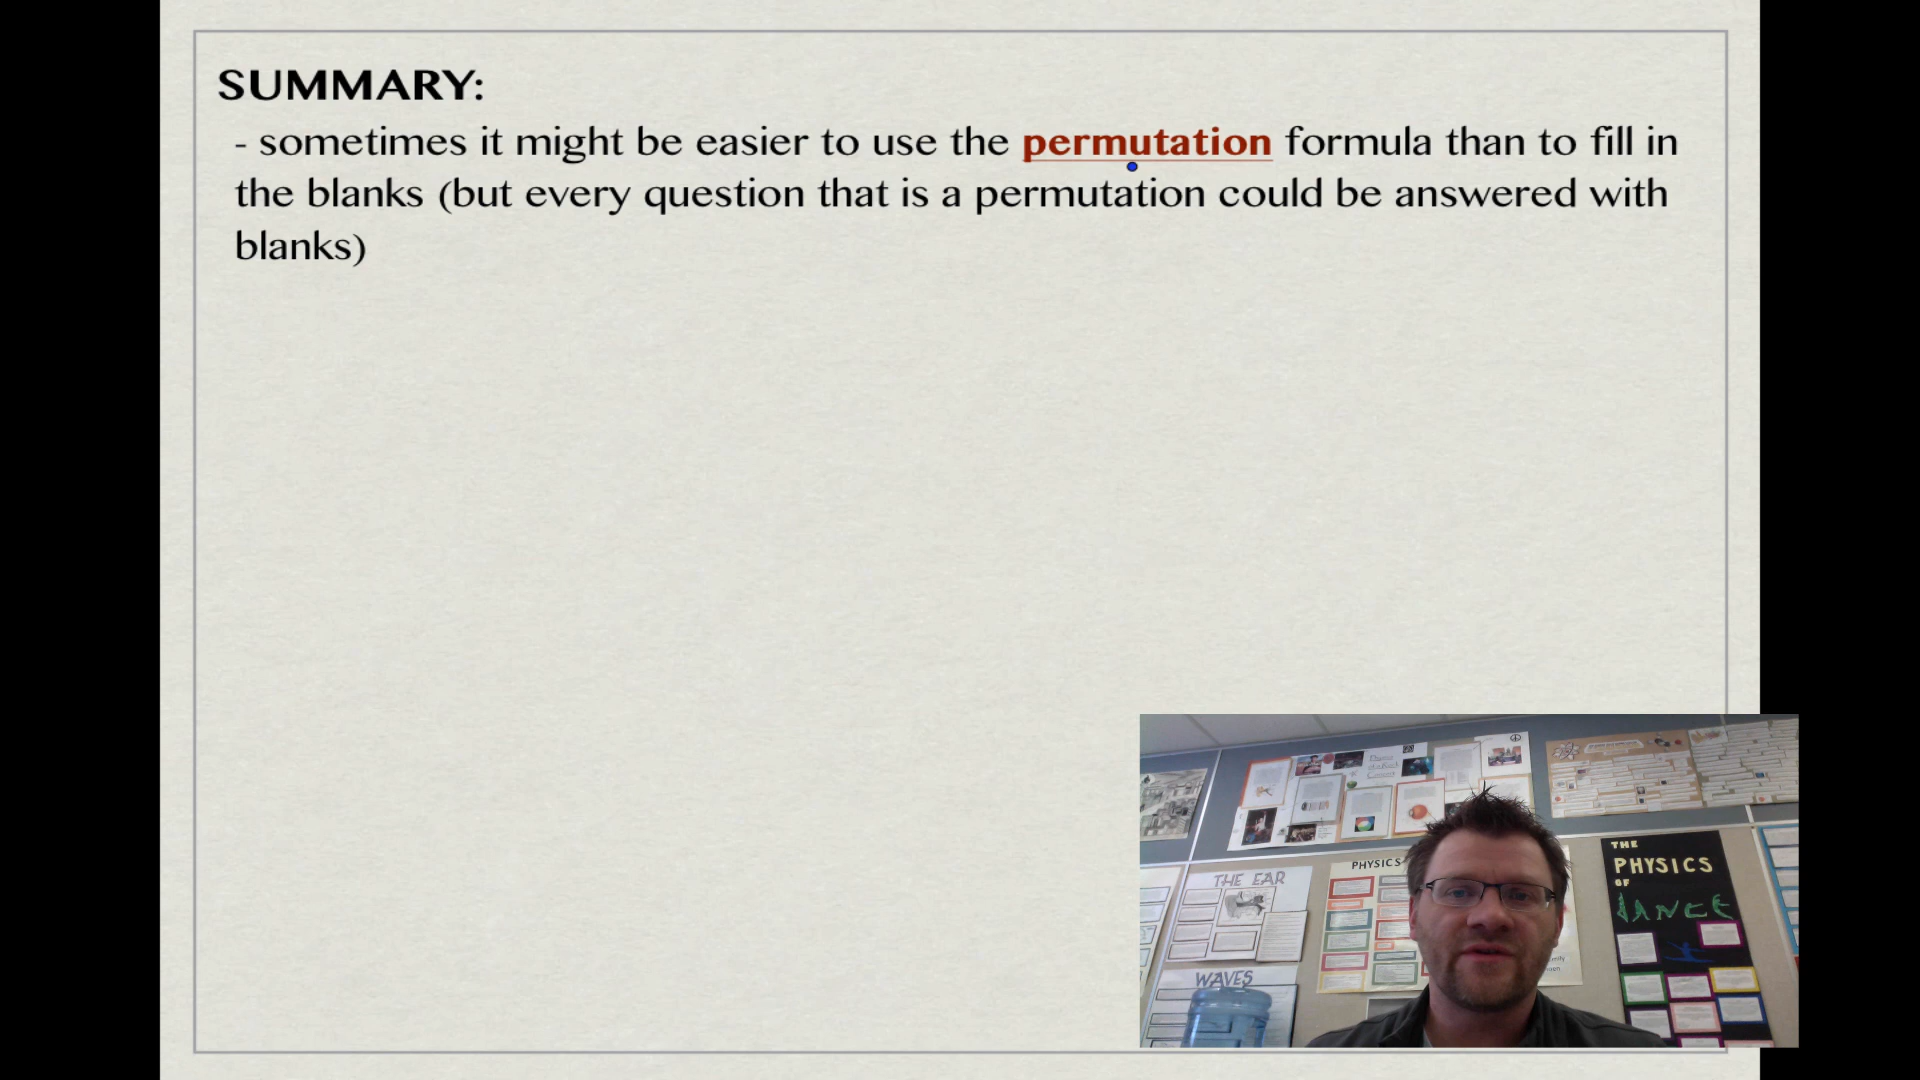 SUMMARY:
- sometimes it might be easier to use the permutation formula than to fill in
the blanks (but every question that is a permutation could be answered with
blanks)
THE EAR
WAVES
PHYSICS
THE
PHYSICS
OF
DANCE